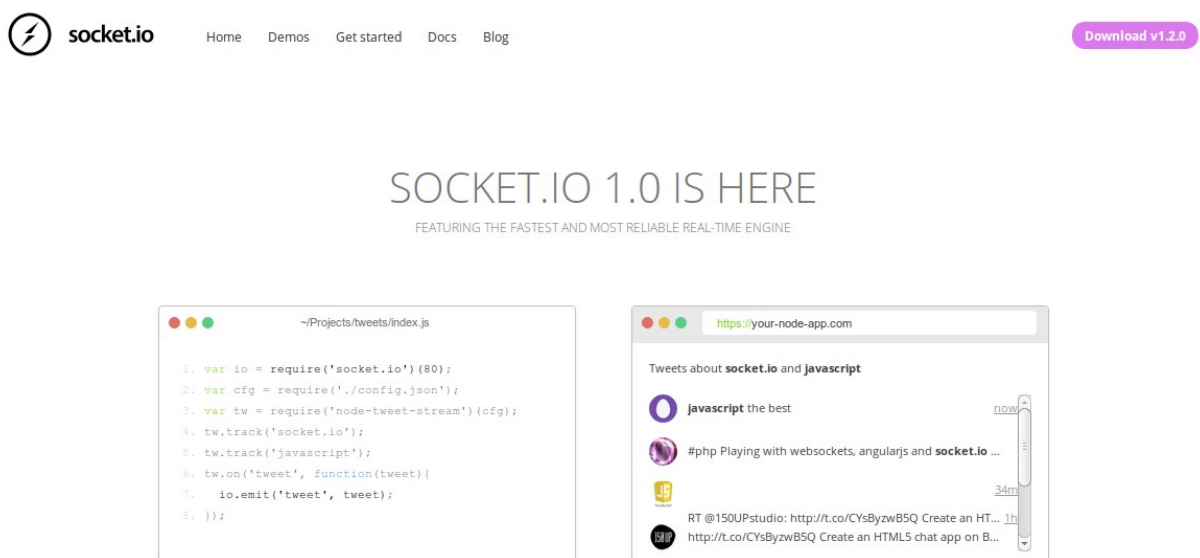 socket.io
Home Demos Get started Docs Blog
Download v1.2.0
SOCKET.IO 1.0 IS HERE
FEATURING THE FASTEST AND MOST RELIABLE REAL-TIME ENGINE
~/Projects/tweets/index.js
1. var io = require('socket.io')(80);
2. var cfg = require('./config.json');
3. var tw = require('node-tweet-stream')(cfg);
4. tw.track('socket.io');
5. tw.track('javascript');
6. tw.on('tweet', function(tweet){
7. io.emit('tweet', tweet);
8. });
https://your-node-app.com
Tweets about socket.io and javascript
javascript the best now
#php Playing with websockets, angularjs and socket.io ...
JS
34m
RT @150UPstudio: http://t.co/CYsByzwB5Q Create an HT... 1h
150UP
http://t.co/CYsByzwB5Q Create an HTML5 chat app on B...